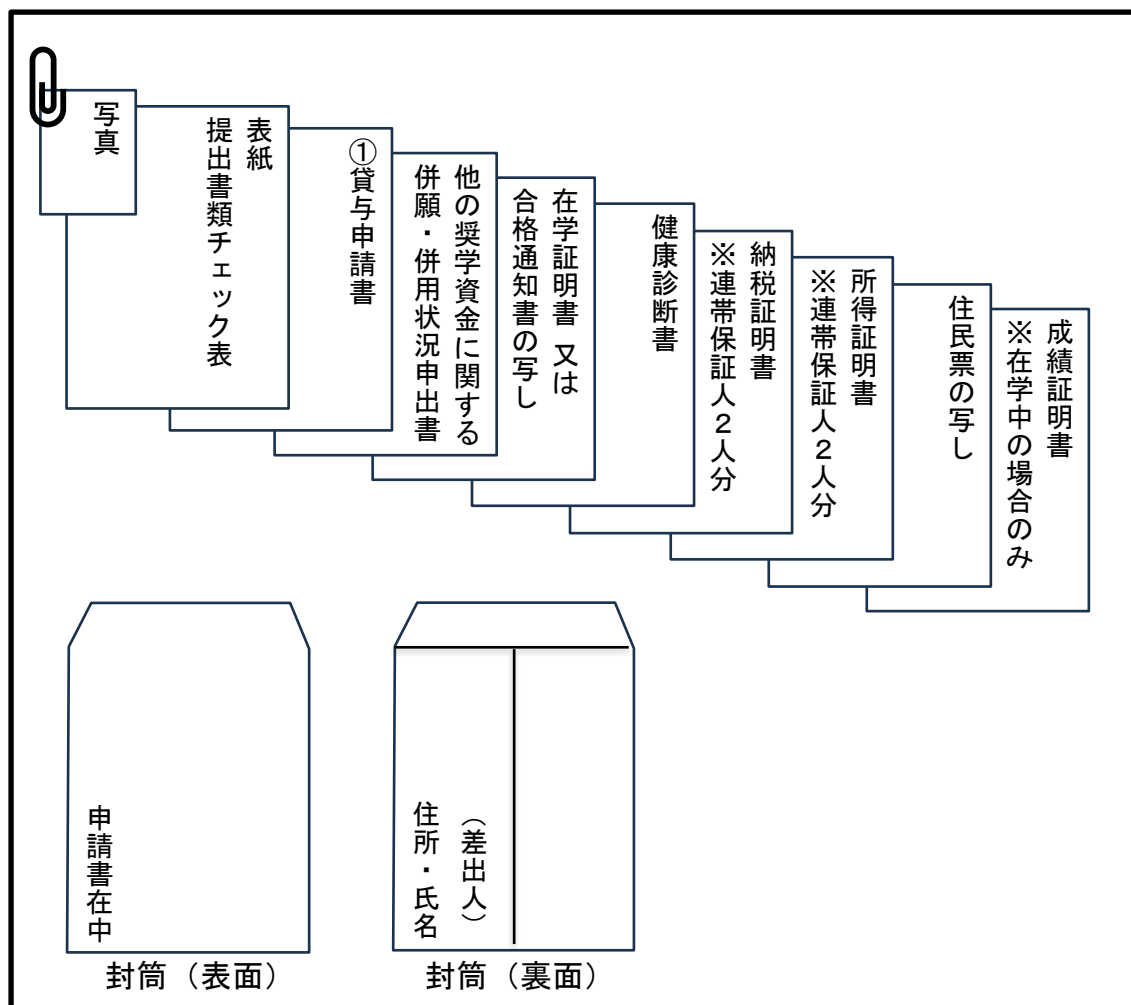 写真
表紙
提出書類チェック表
①貸与申請書
他の奨学資金に関する
併願・併用状況申出書
在学証明書 又は
合格通知書の写し
健康診断書
納税証明書
※連帯保証人2人分
所得証明書
※連帯保証人2人分
住民票の写し
成績証明書
※在学中の場合のみ
申請書在中
封筒（表面）
（差出人）
住所・氏名
封筒（裏面）